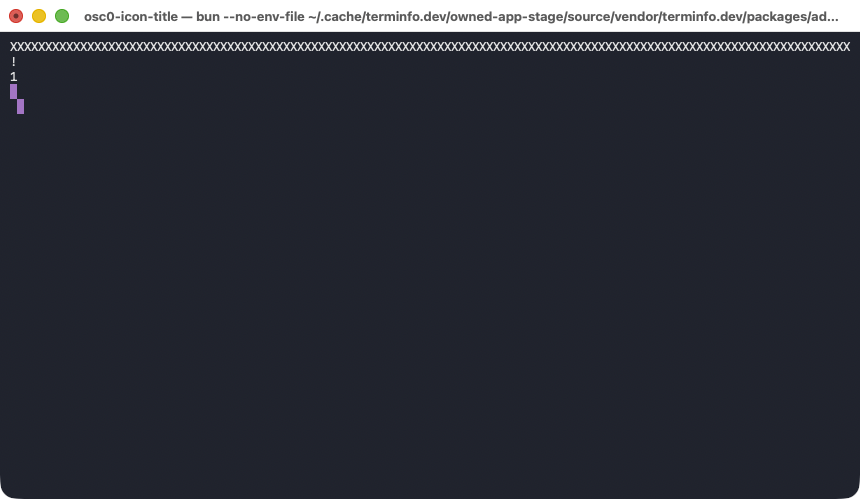 osc0-icon-title — bun --no-env-file ~/.cache/terminfo.dev/owned-app-stage/source/vendor/terminfo.dev/packages/ad...
XXXXXXXXXXXXXXXXXXXXXXXXXXXXXXXXXXXXXXXXXXXXXXXXXXXXXXXXXXXXXXXXXXXXXXXXXXXXXXXXXXXXXXXXXXXXXXXXXXXXXXXXXXXXXXXXXXXXXXXX
!
1